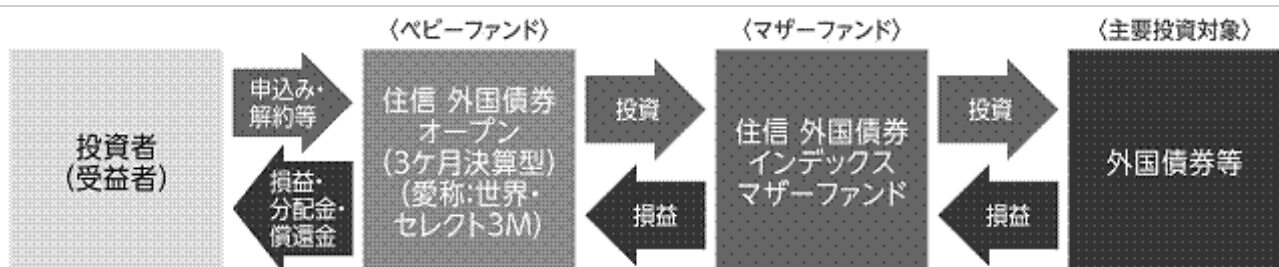 〈ベビーファンド〉
〈マザーファンド〉
〈主要投資対象〉
投資者
(受益者)
申込み・
解約等
損益・
分配金・
償還金
住信 外国債券
オープン
(3ケ月決算型)
(愛称:世界・
セレクト3M)
投資
損益
住信 外国債券
インデックス
マザーファンド
投資
損益
外国債券等